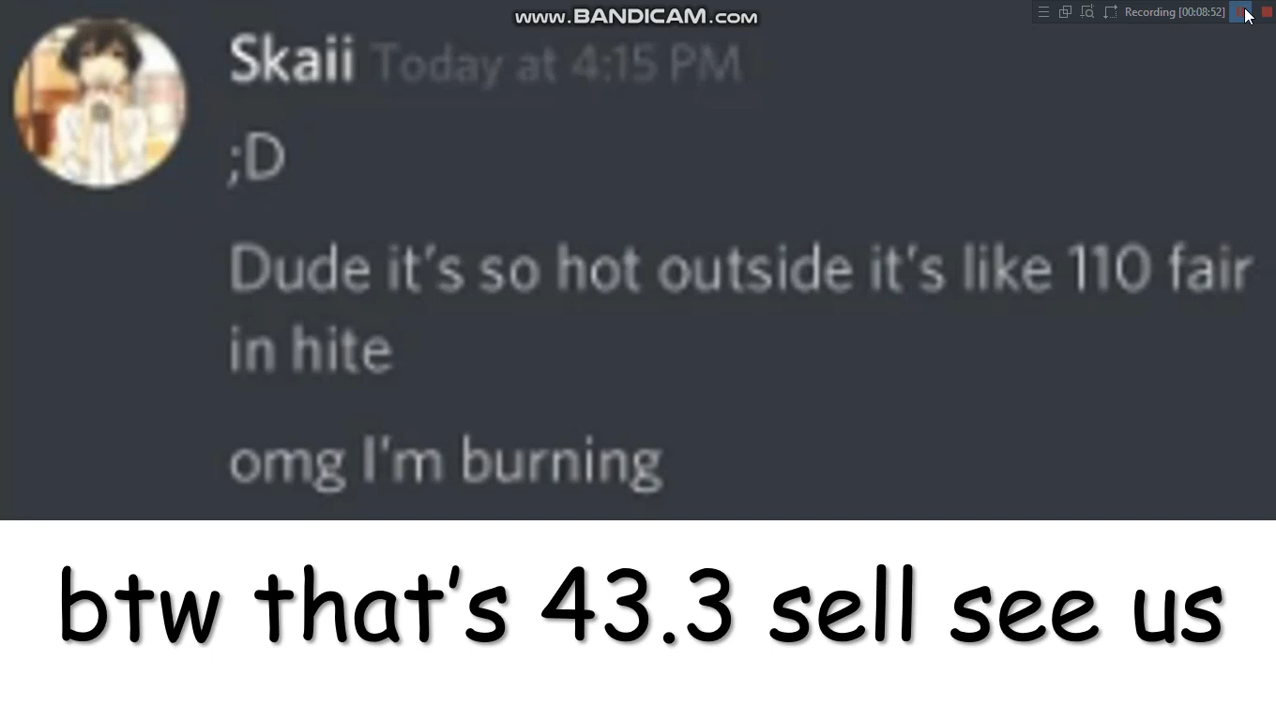 www.BANDICAM.com
Recording [00:08:52]
Skaii Today at 4:15 PM
;D
Dude it's so hot outside it's like 110 fair
in hite
omg I'm burning
btw that's 43.3 sell see us